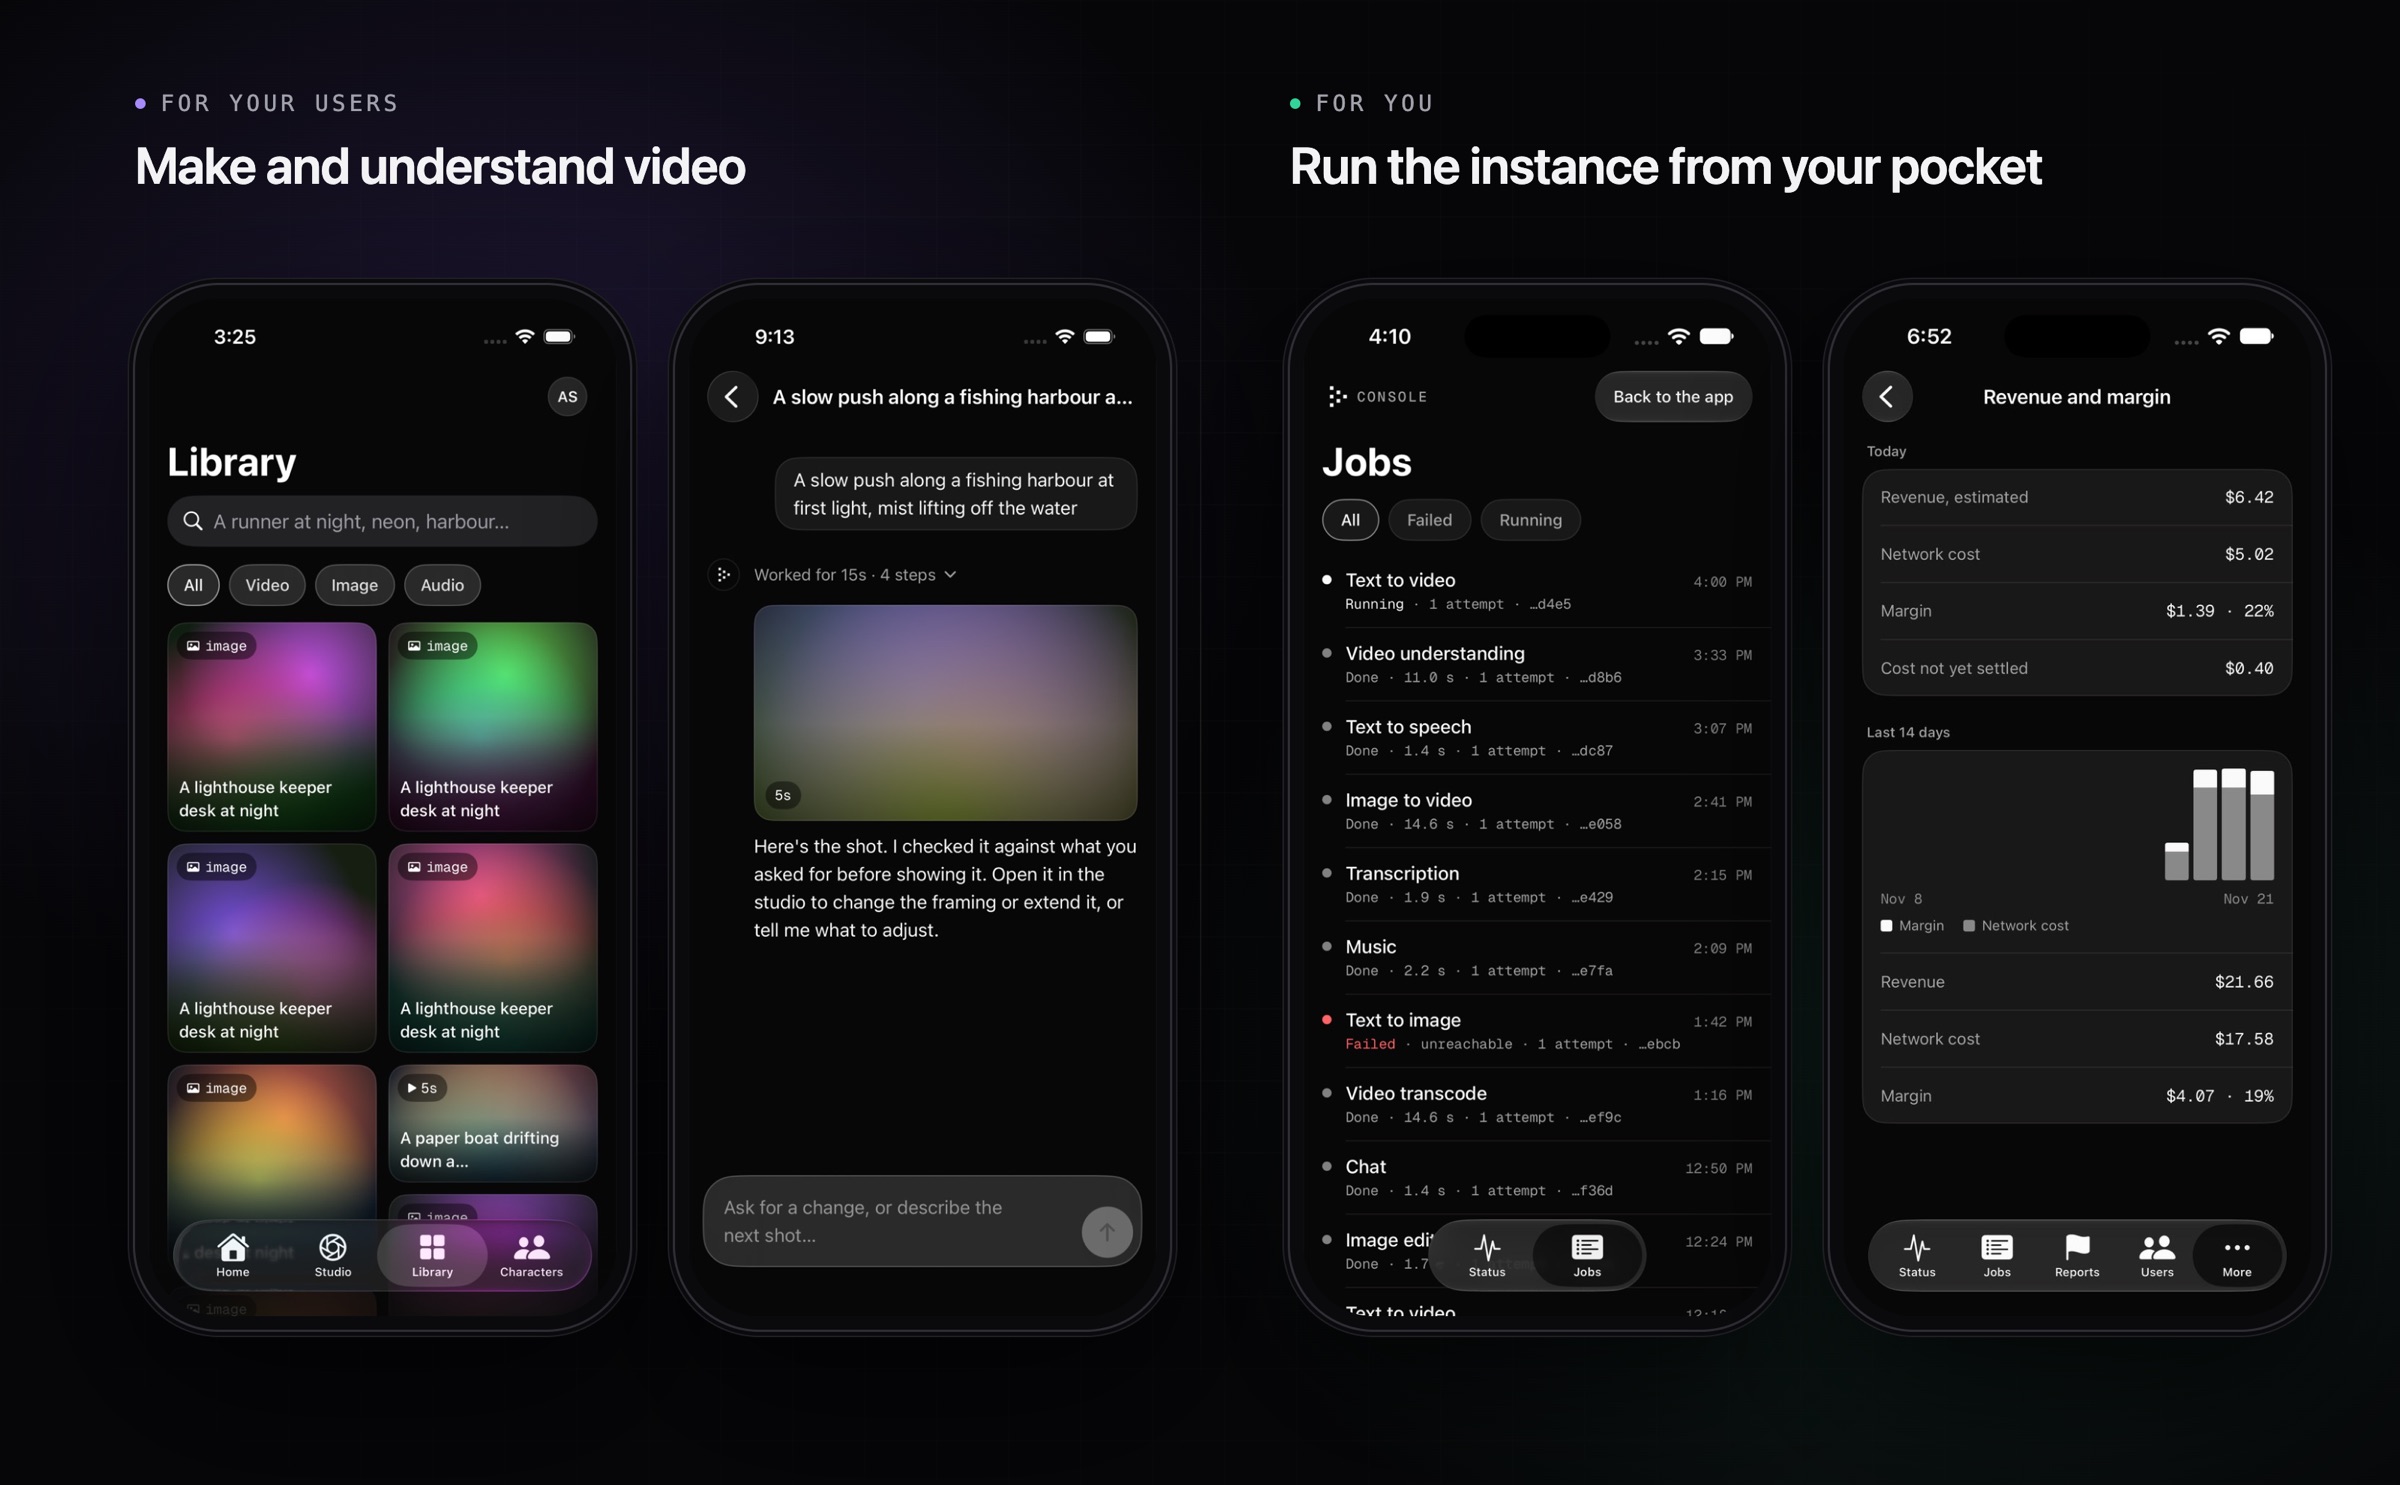 FOR YOUR USERS
Make and understand video
FOR YOU
Run the instance from your pocket
3:25
AS
Library
A runner at night, neon, harbour...
All
Video
Image
Audio
image
A lighthouse keeper
desk at night
image
A lighthouse keeper
desk at night
image
A lighthouse keeper
desk at night
image
A lighthouse keeper
desk at night
image
5s
A paper boat drifting
down a...
image
desk at night
Home
Studio
Library
Characters
image
9:13
A slow push along a fishing harbour a...
A slow push along a fishing harbour at
first light, mist lifting off the water
Worked for 15s · 4 steps
5s
Here's the shot. I checked it against what you
asked for before showing it. Open it in the
studio to change the framing or extend it, or
tell me what to adjust.
Ask for a change, or describe the
next shot...
4:10
CONSOLE
Back to the app
Jobs
All
Failed
Running
Text to video 4:00 PM
Running · 1 attempt · …d4e5
Video understanding 3:33 PM
Done · 11.0 s · 1 attempt · …d8b6
Text to speech 3:07 PM
Done · 1.4 s · 1 attempt · …dc87
Image to video 2:41 PM
Done · 14.6 s · 1 attempt · …e058
Transcription 2:15 PM
Done · 1.9 s · 1 attempt · …e429
Music 2:09 PM
Done · 2.2 s · 1 attempt · …e7fa
Text to image 1:42 PM
Failed · unreachable · 1 attempt · …ebcb
Video transcode 1:16 PM
Done · 14.6 s · 1 attempt · …ef9c
Chat 12:50 PM
Done · 1.4 s · 1 attempt · …f36d
Image edit 12:24 PM
Done · 1.7
Status
Jobs
Text to video
6:52
Revenue and margin
Today
Revenue, estimated $6.42
Network cost $5.02
Margin $1.39 · 22%
Cost not yet settled $0.40
Last 14 days
Nov 8
Nov 21
Margin
Network cost
Revenue $21.66
Network cost $17.58
Margin $4.07 · 19%
Status
Jobs
Reports
Users
More